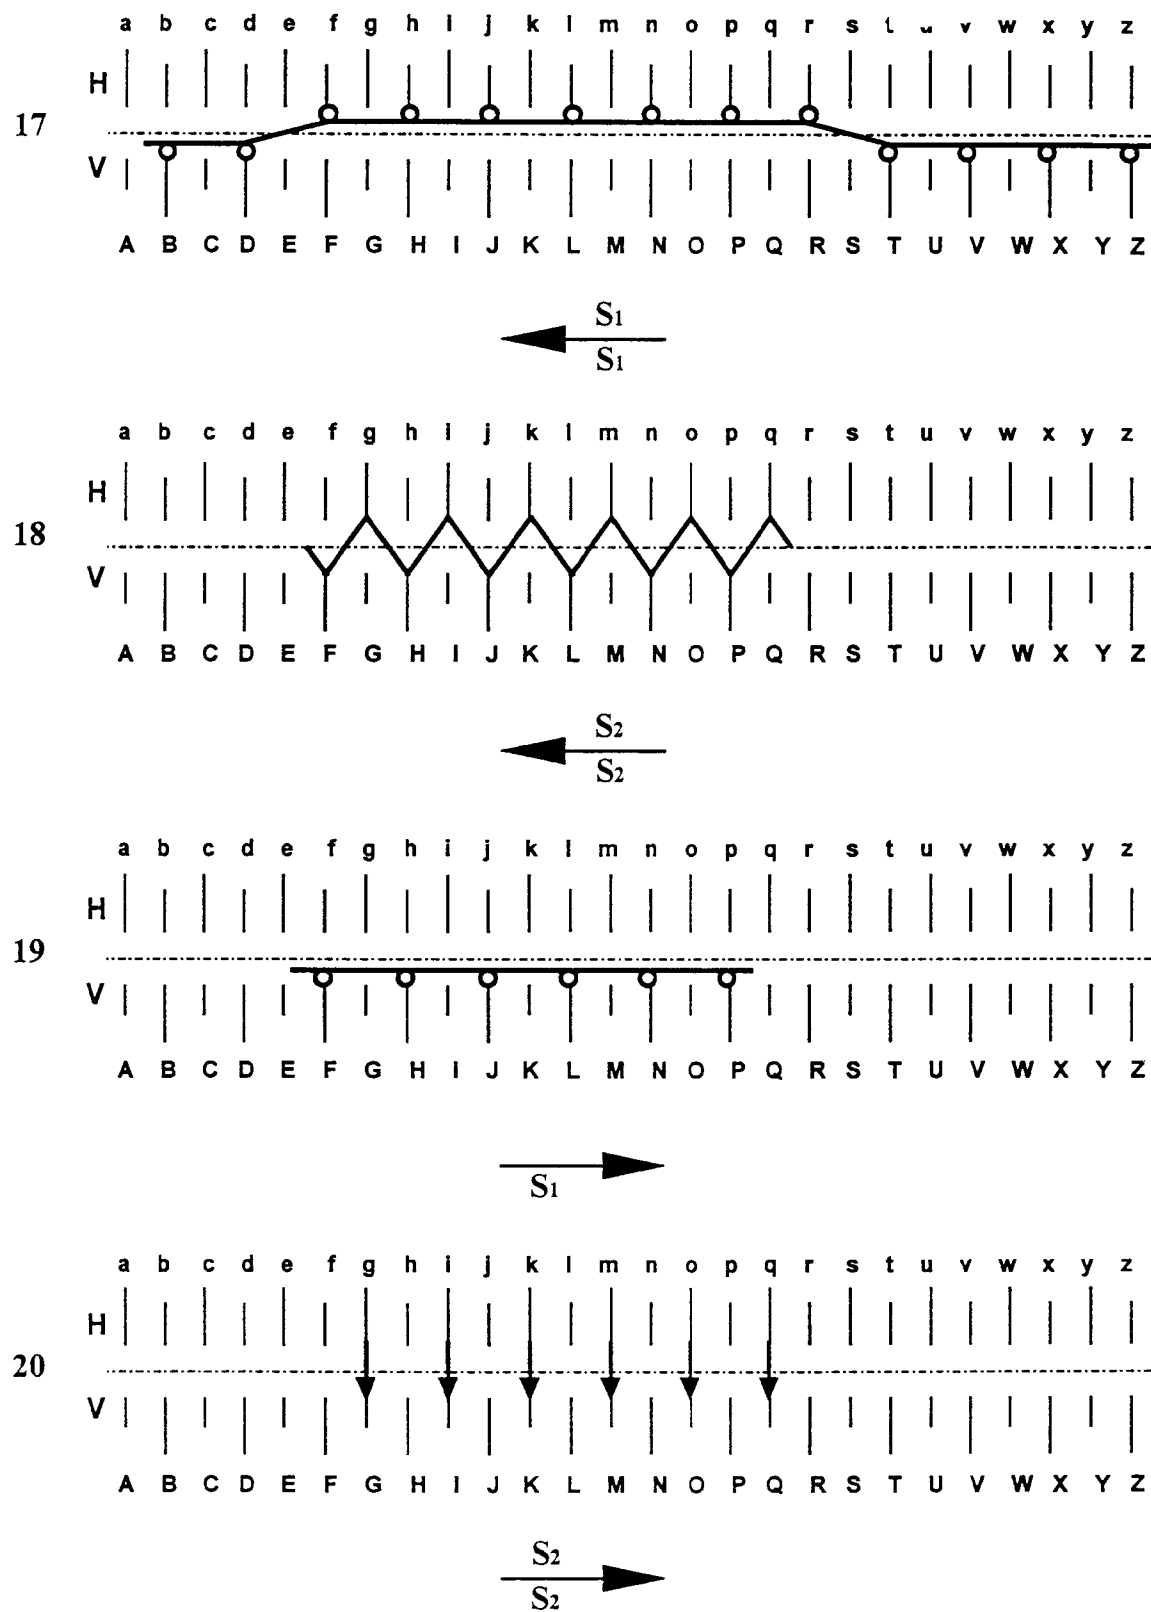 a b c d e f g h i j k l m n o p q r s t v w x y z
H
17
V
A B C D E F G H I J K L M N O P Q R S T U V W X Y Z
S1
S1
a b c d e f g h i j k l m n o p q r s t u v w x y z
H
18
V
A B C D E F G H I J K L M N O P Q R S T U V W X Y Z
S2
S2
a b c d e f g h i j k l m n o p q r s t u v w x y z
H
19
V
A B C D E F G H I J K L M N O P Q R S T U V W X Y Z
S1
a b c d e f g h i j k l m n o p q r s t u v w x y z
H
20
V
A B C D E F G H I J K L M N O P Q R S T U V W X Y Z
S2
S2